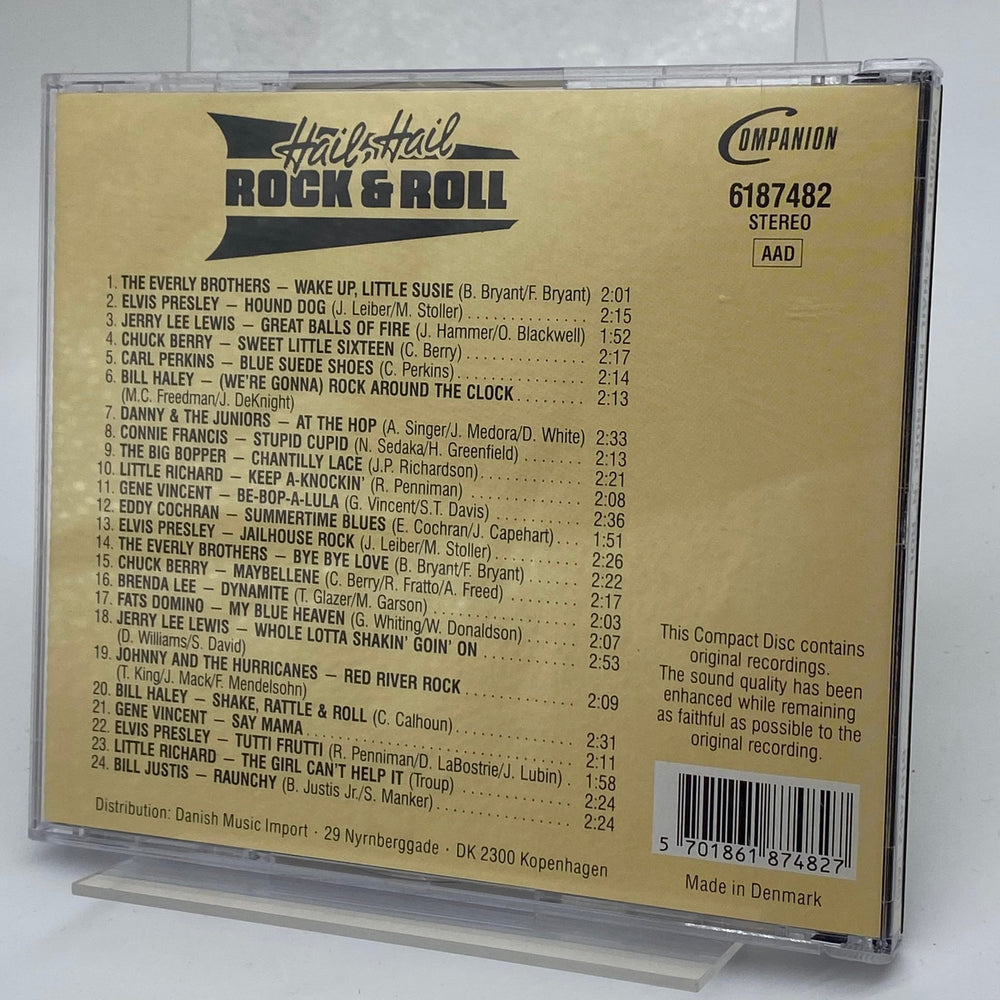 Hail, Hail
ROCK & ROLL
COMPANION
6187482
STEREO
AAD
1. THE EVERLY BROTHERS – WAKE UP, LITTLE SUSIE (B. Bryant/F. Bryant) 2:01
2. ELVIS PRESLEY – HOUND DOG (J. Leiber/M. Stoller) 2:15
3. JERRY LEE LEWIS – GREAT BALLS OF FIRE (J. Hammer/O. Blackwell) 1:52
4. CHUCK BERRY – SWEET LITTLE SIXTEEN (C. Berry) 2:17
5. CARL PERKINS – BLUE SUEDE SHOES (C. Perkins) 2:14
6. BILL HALEY – (WE'RE GONNA) ROCK AROUND THE CLOCK 2:13
(M.C. Freedman/J. DeKnight)
7. DANNY & THE JUNIORS – AT THE HOP (A. Singer/J. Medora/D. White) 2:33
8. CONNIE FRANCIS – STUPID CUPID (N. Sedaka/H. Greenfield) 2:13
9. THE BIG BOPPER – CHANTILLY LACE (J.P. Richardson) 2:21
10. LITTLE RICHARD – KEEP A-KNOCKIN' (R. Penniman) 2:08
11. GENE VINCENT – BE-BOP-A-LULA (G. Vincent/S.T. Davis) 2:36
12. EDDY COCHRAN – SUMMERTIME BLUES (E. Cochran/J. Capehart) 1:51
13. ELVIS PRESLEY – JAILHOUSE ROCK (J. Leiber/M. Stoller) 2:26
14. THE EVERLY BROTHERS – BYE BYE LOVE (B. Bryant/F. Bryant) 2:22
15. CHUCK BERRY – MAYBELLENE (C. Berry/R. Fratto/A. Freed) 2:17
16. BRENDA LEE – DYNAMITE (T. Glazer/M. Garson) 2:03
17. FATS DOMINO – MY BLUE HEAVEN (G. Whiting/W. Donaldson) 2:07
18. JERRY LEE LEWIS – WHOLE LOTTA SHAKIN' GOIN' ON 2:53
(D. Williams/S. David)
19. JOHNNY AND THE HURRICANES – RED RIVER ROCK 2:09
(T. King/J. Mack/F. Mendelsohn)
20. BILL HALEY – SHAKE, RATTLE & ROLL (C. Calhoun) 2:31
21. GENE VINCENT – SAY MAMA 2:11
22. ELVIS PRESLEY – TUTTI FRUTTI (R. Penniman/D. LaBostrie/J. Lubin) 1:58
23. LITTLE RICHARD – THE GIRL CAN'T HELP IT (Troup) 2:24
24. BILL JUSTIS – RAUNCHY (B. Justis Jr./S. Manker) 2:24
Distribution: Danish Music Import · 29 Nyrnberggade · DK 2300 Kopenhagen
This Compact Disc contains
original recordings.
The sound quality has been
enhanced while remaining
as faithful as possible to the
original recording.
5 701861 874827
Made in Denmark